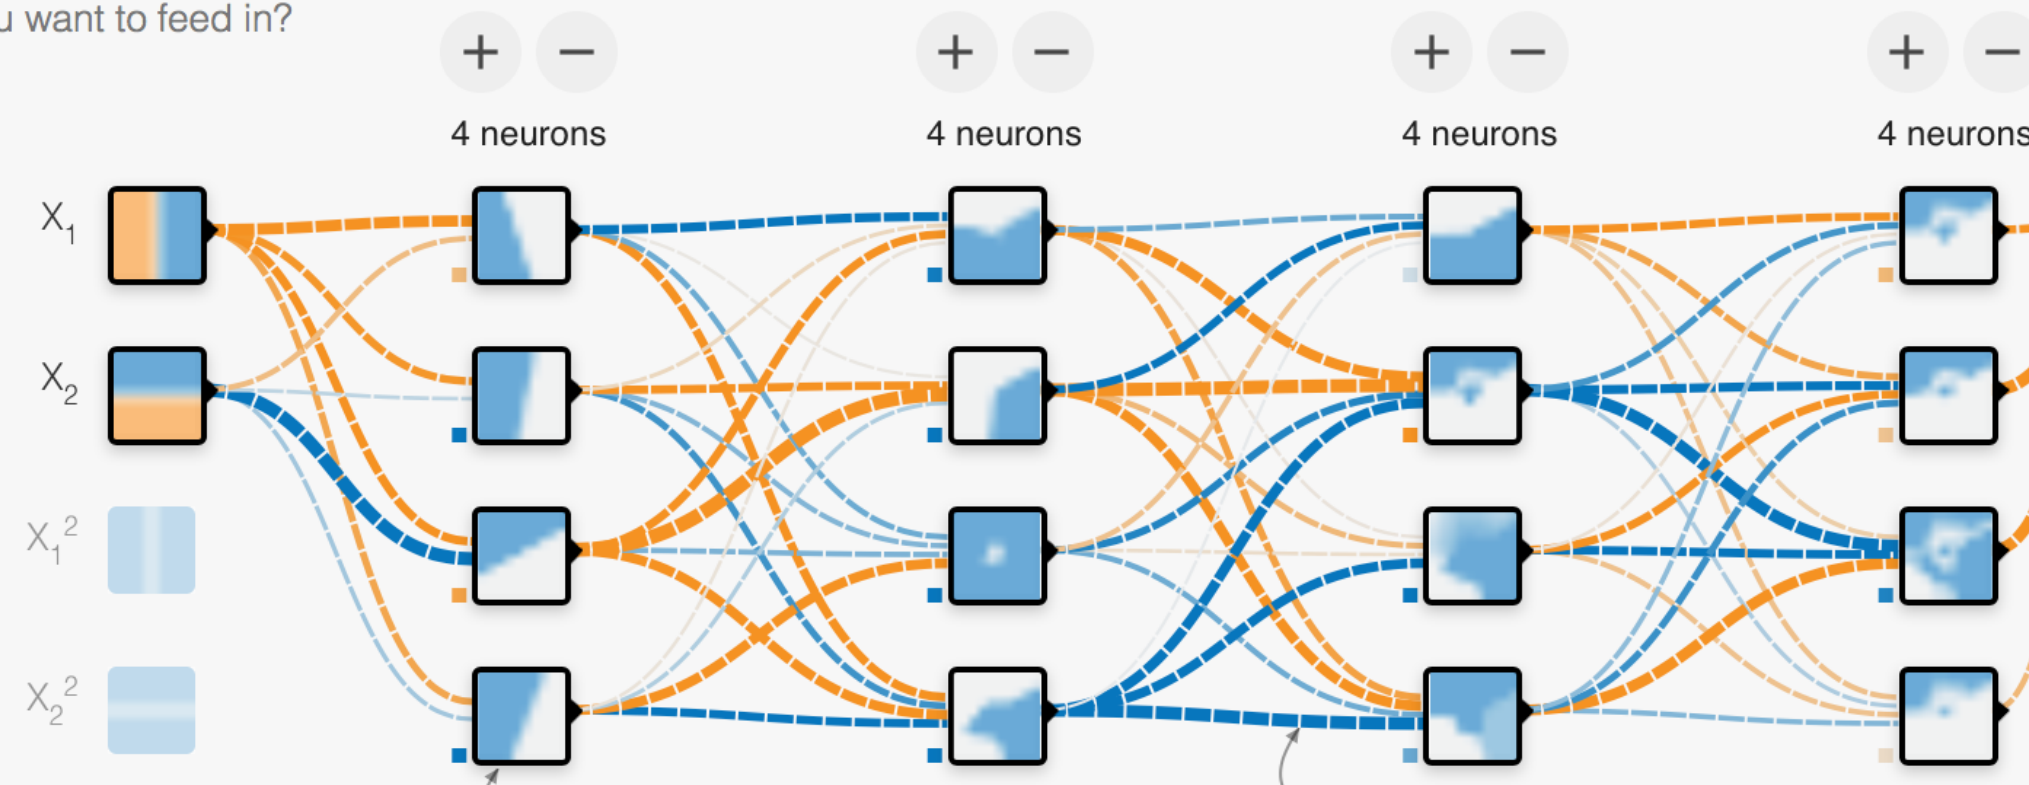 u want to feed in?
+ − + − + − + −
4 neurons 4 neurons 4 neurons 4 neurons
X₁
X₂
X₁²
X₂²